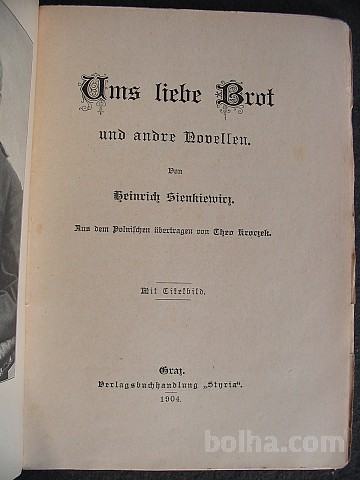 Ums liebe Brot
und andre Novellen.
Von
Heinrich Sienkiewicz.
Aus dem Polnischen übertragen von Theo Kroczek.
Mit Titelbild.
Graz.
Verlagsbuchhandlung „Styria“.
1904.
bolha.com